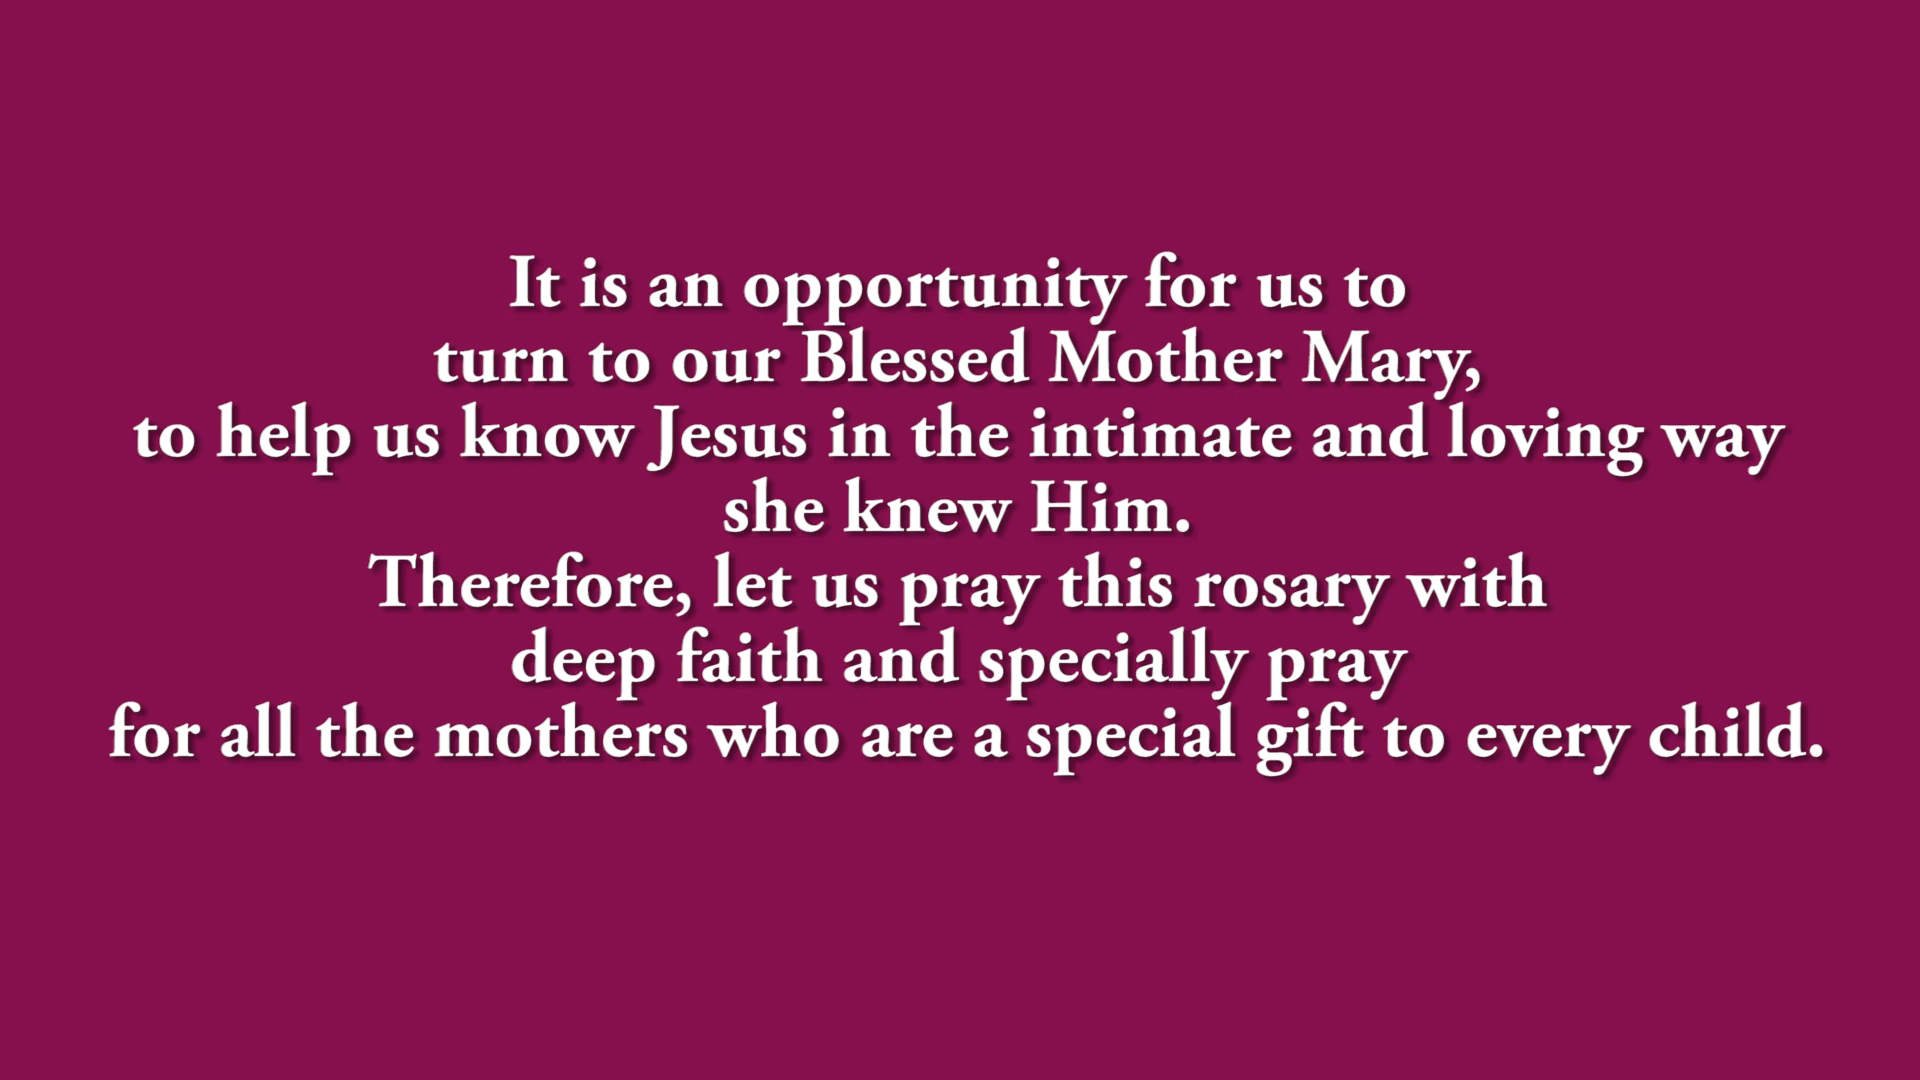 It is an opportunity for us to
turn to our Blessed Mother Mary,
to help us know Jesus in the intimate and loving way
she knew Him.
Therefore, let us pray this rosary with
deep faith and specially pray
for all the mothers who are a special gift to every child.